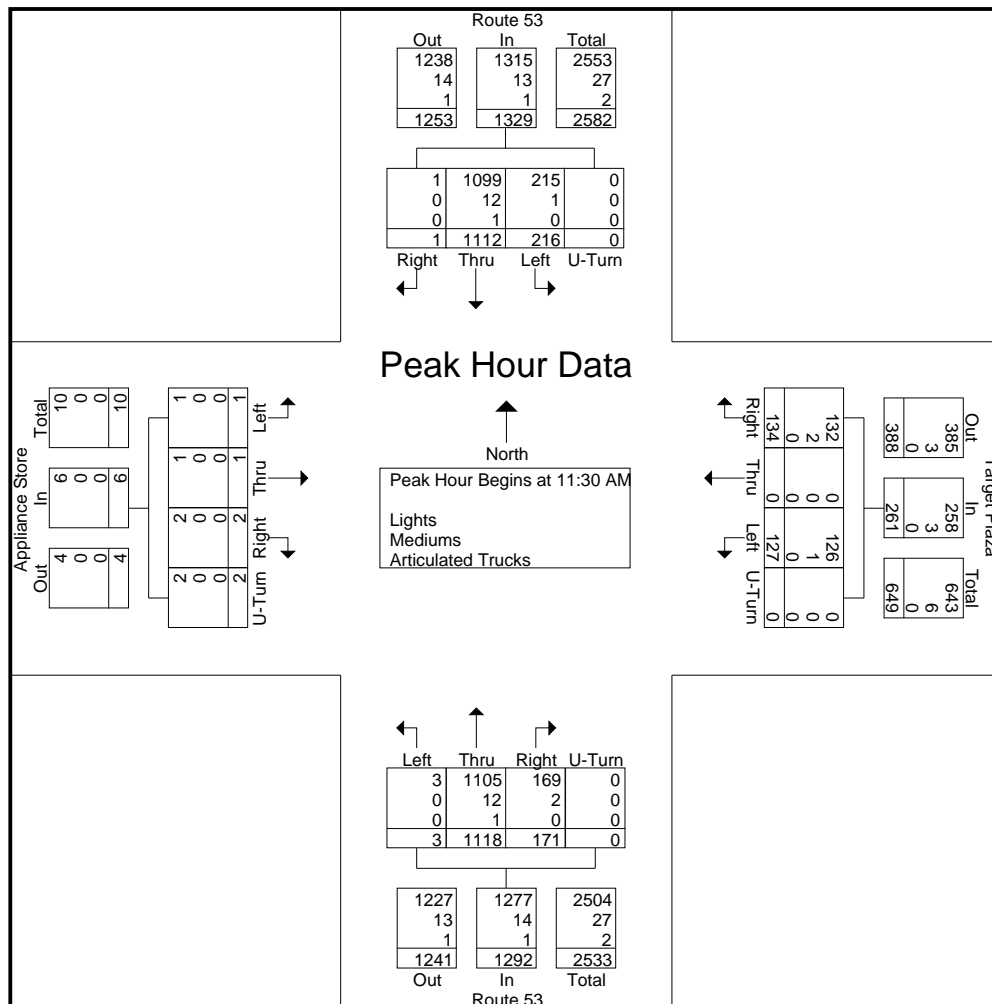 Route 53
Out In Total
1238 1315 2553
14 13 27
1 1 2
1253 1329 2582
1 1099 215 0
0 12 1 0
0 1 0 0
1 1112 216 0
Right Thru Left U-Turn
Peak Hour Data
North
Peak Hour Begins at 11:30 AM
Lights
Mediums
Articulated Trucks
Appliance Store
Out In Total
4 6 10
0 0 0
0 0 0
4 6 10
2 2 1 1
0 0 0 0
0 0 0 0
2 2 1 1
U-Turn Right Thru Left
Target Plaza
Out In Total
385 258 643
3 3 6
0 0 0
388 261 649
132 0 126 0
2 0 1 0
0 0 0 0
134 0 127 0
Right Thru Left U-Turn
Left Thru Right U-Turn
3 1105 169 0
0 12 2 0
0 1 0 0
3 1118 171 0
1227 1277 2504
13 14 27
1 1 2
1241 1292 2533
Out In Total
Route 53